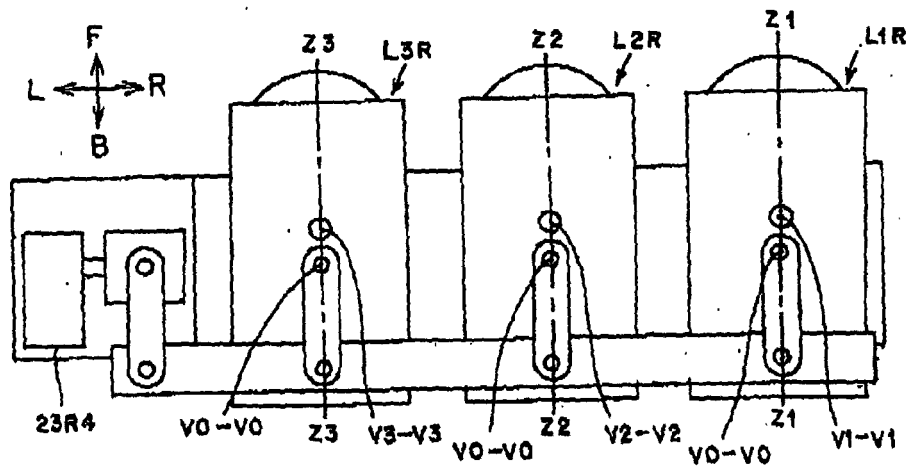 F
L R
B
Z3 L3R
Z2 L2R
Z1 L1R
23R4
V0-V0 Z3 V3-V3
V0-V0 Z2 V2-V2
V0-V0 Z1 V1-V1